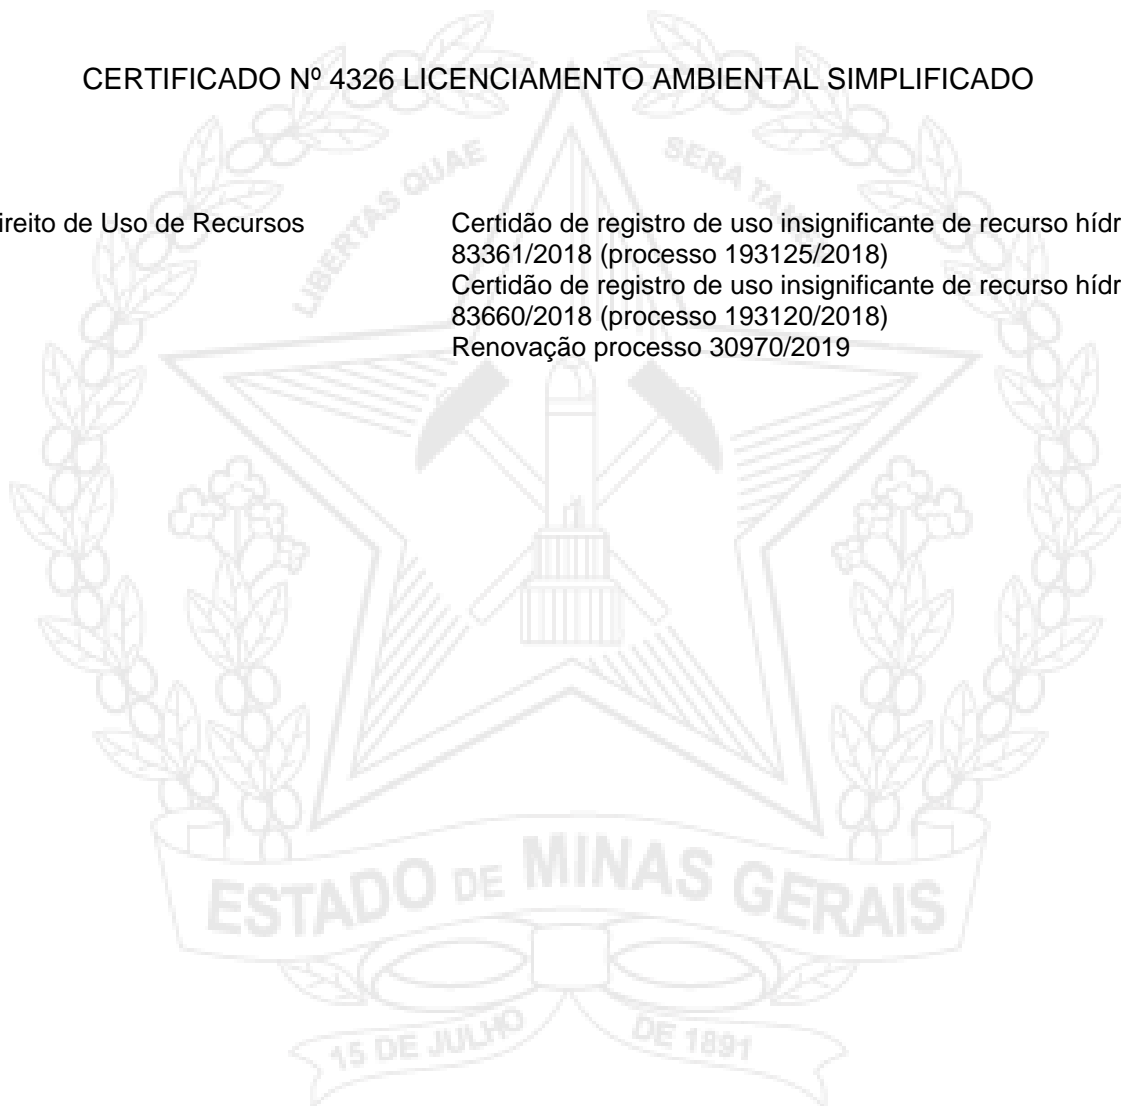 CERTIFICADO Nº 4326 LICENCIAMENTO AMBIENTAL SIMPLIFICADO
LIBERTAS QUAE SERA TAMEN
ireito de Uso de Recursos
Certidão de registro de uso insignificante de recurso hídr
83361/2018 (processo 193125/2018)
Certidão de registro de uso insignificante de recurso hídr
83660/2018 (processo 193120/2018)
Renovação processo 30970/2019
ESTADO DE MINAS GERAIS
15 DE JULHO DE 1891